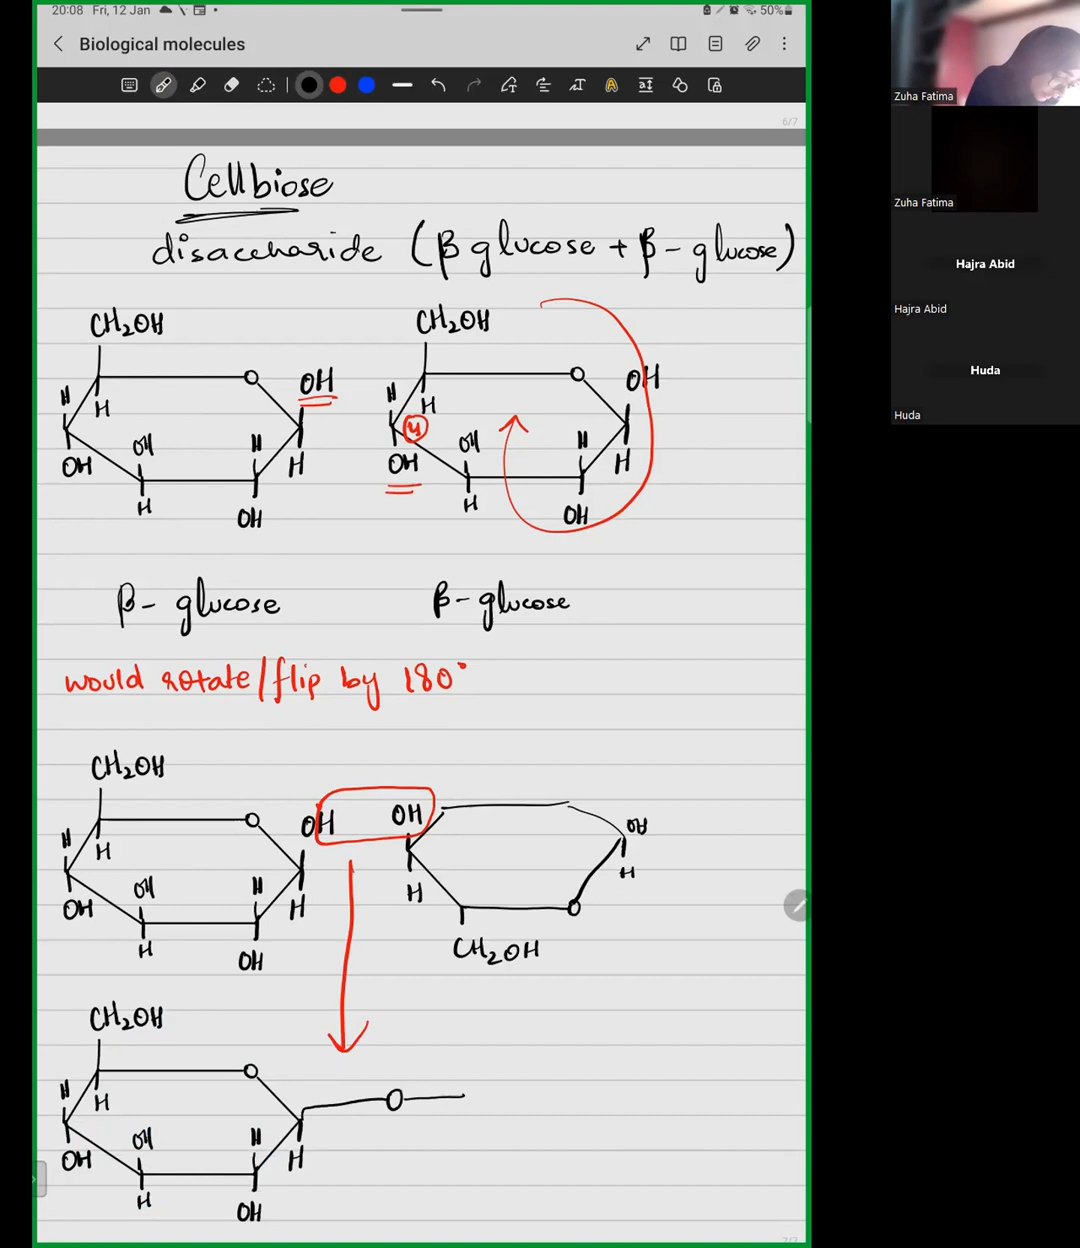 20:08 Fri, 12 Jan
50%
Biological molecules
6/7
Cellbiose
disaccharide (β glucose + β - glucose)
CH₂OH
CH₂OH
O
OH
O
OH
H
H
H
H
4
OH
H
OH
H
OH
H
OH
H
H
H
OH
OH
β - glucose
β - glucose
would rotate/flip by 180°
CH₂OH
O
OH
OH
OH
H
H
OH
H
H
H
OH
H
O
H
OH
CH₂OH
CH₂OH
O
H
H
O
OH
H
OH
H
H
OH
Zuha Fatima
Zuha Fatima
Hajra Abid
Hajra Abid
Huda
Huda